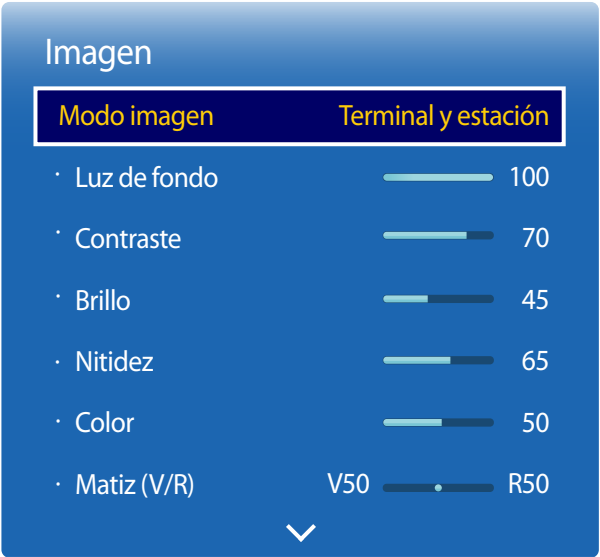 Imagen
Modo imagen Terminal y estación
· Luz de fondo 100
· Contraste 70
· Brillo 45
· Nitidez 65
· Color 50
· Matiz (V/R) V50 R50